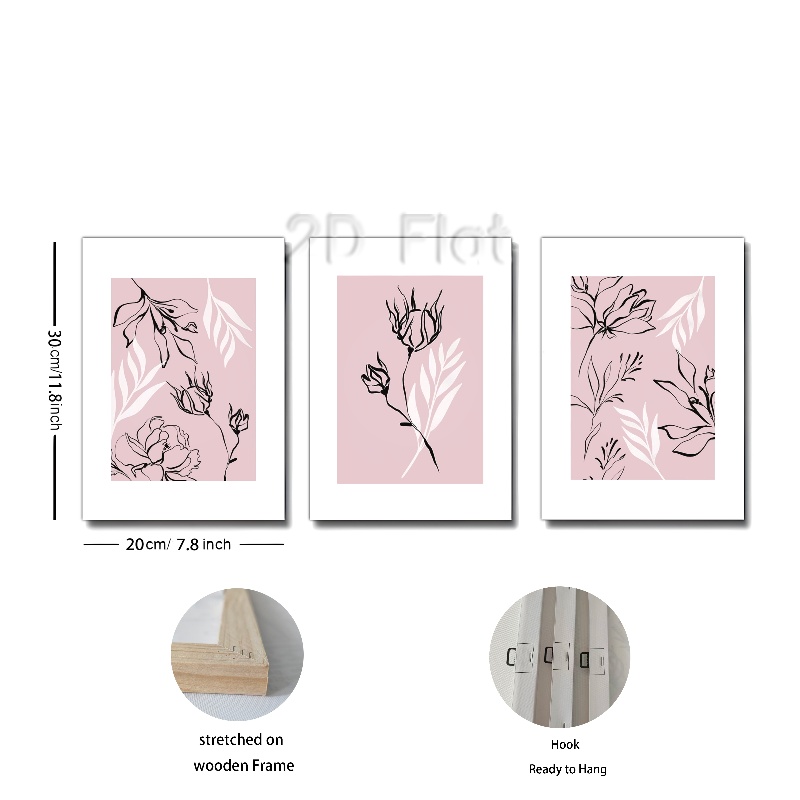 2D Flat
30cm/11.8inch
20cm/ 7.8 inch
stretched on
wooden Frame
Hook
Ready to Hang